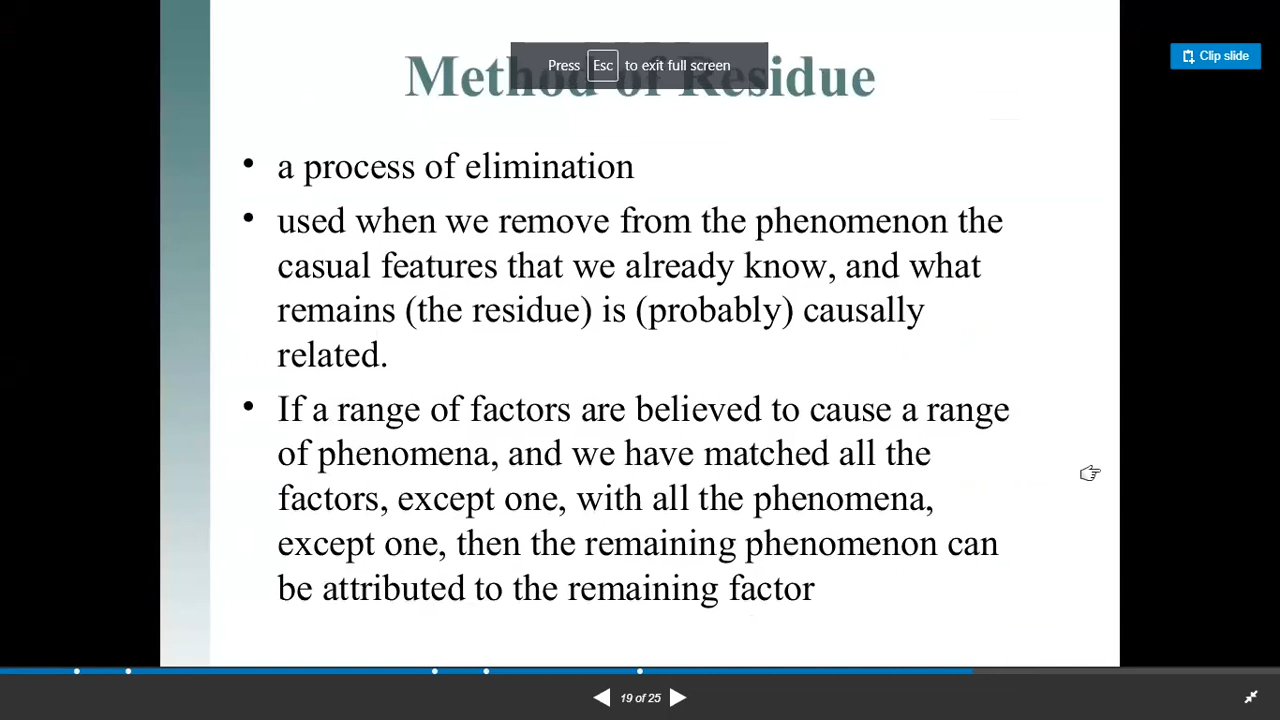 Press Esc to exit full screen
Clip slide
Method of Residue
• a process of elimination
• used when we remove from the phenomenon the
casual features that we already know, and what
remains (the residue) is (probably) causally
related.
• If a range of factors are believed to cause a range
of phenomena, and we have matched all the
factors, except one, with all the phenomena,
except one, then the remaining phenomenon can
be attributed to the remaining factor
19 of 25